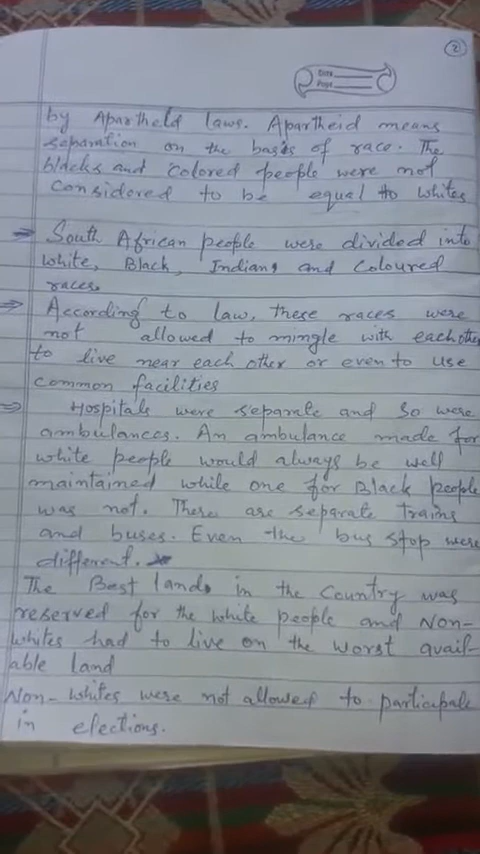 2
Date
Page
by Apartheld laws. Apartheid means
separation on the basis of race. The
blacks and colored people were not
Considered to be equal to whites
⇒ South African people were divided into
white, Black, Indians and Coloured
races.
⇒ According to law, these races were
not allowed to mingle with each othe
to live near each other or even to use
common facilities
⇒ Hospitals were separate and so were
ambulances. An ambulance made for
white people would always be well
maintained while one for Black people
was not. There are separate trains
and buses. Even the bus stop were
different.
The Best lands in the Country was
reserved for the white people and Non-
whites had to live on the worst avail-
able land
Non-whites were not allowed to participate
in elections.